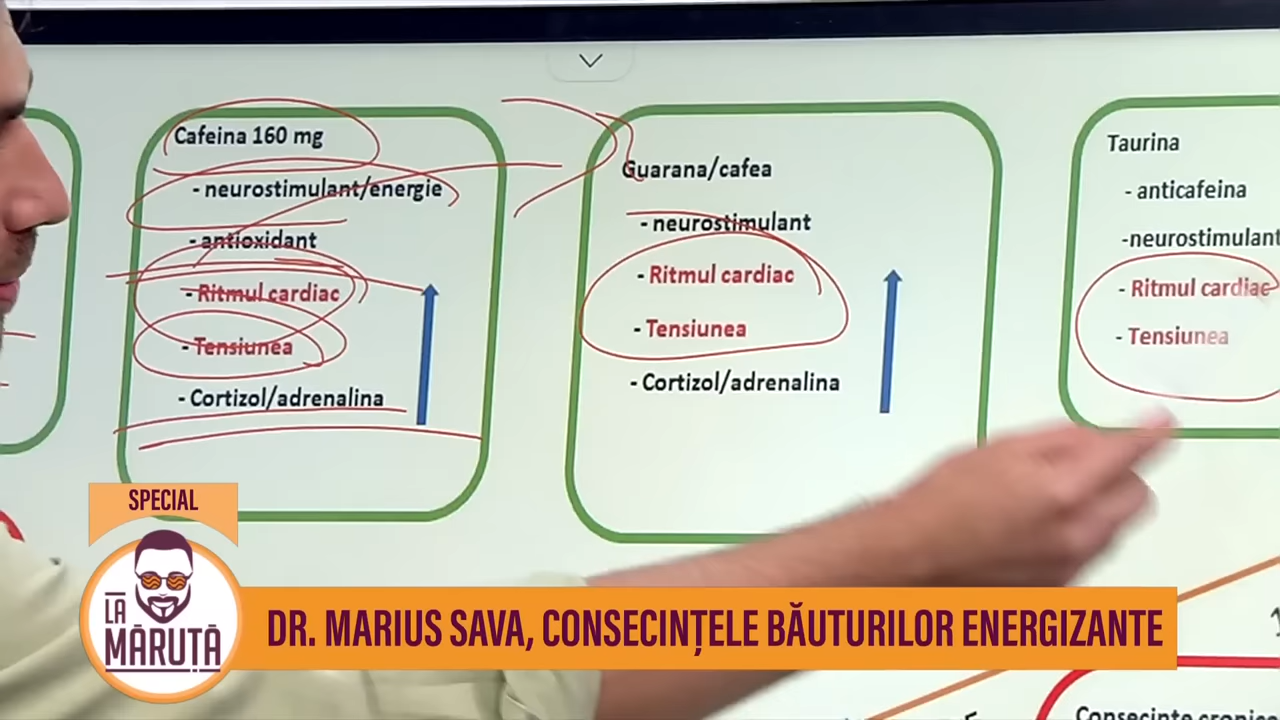 Cafeina 160 mg
- neurostimulant/energie
- antioxidant
- Ritmul cardiac
- Tensiunea
- Cortizol/adrenalina
Guarana/cafea
- neurostimulant
- Ritmul cardiac
- Tensiunea
- Cortizol/adrenalina
Taurina
- anticafeina
-neurostimulant
- Ritmul cardiac
- Tensiunea
SPECIAL
LA
MĂRUȚĂ
DR. MARIUS SAVA, CONSECINȚELE BĂUTURILOR ENERGIZANTE